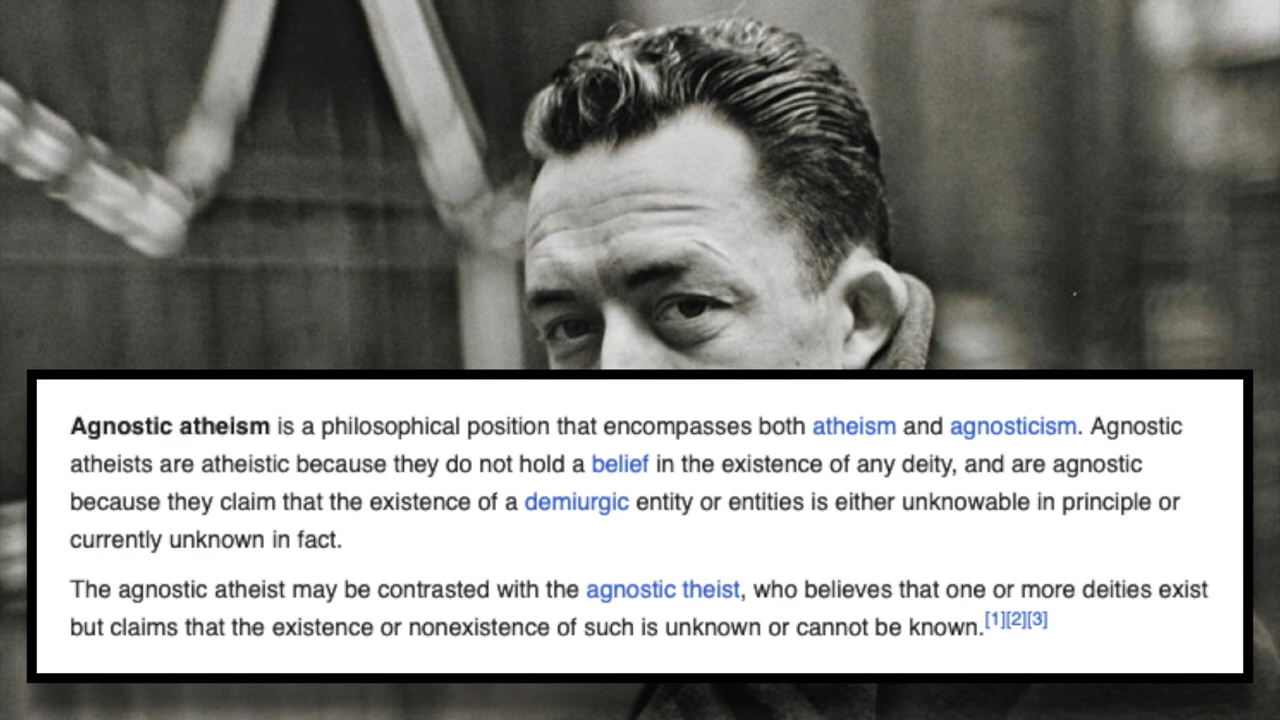 Agnostic atheism is a philosophical position that encompasses both atheism and agnosticism. Agnostic
atheists are atheistic because they do not hold a belief in the existence of any deity, and are agnostic
because they claim that the existence of a demiurgic entity or entities is either unknowable in principle or
currently unknown in fact.
The agnostic atheist may be contrasted with the agnostic theist, who believes that one or more deities exist
but claims that the existence or nonexistence of such is unknown or cannot be known.[1][2][3]